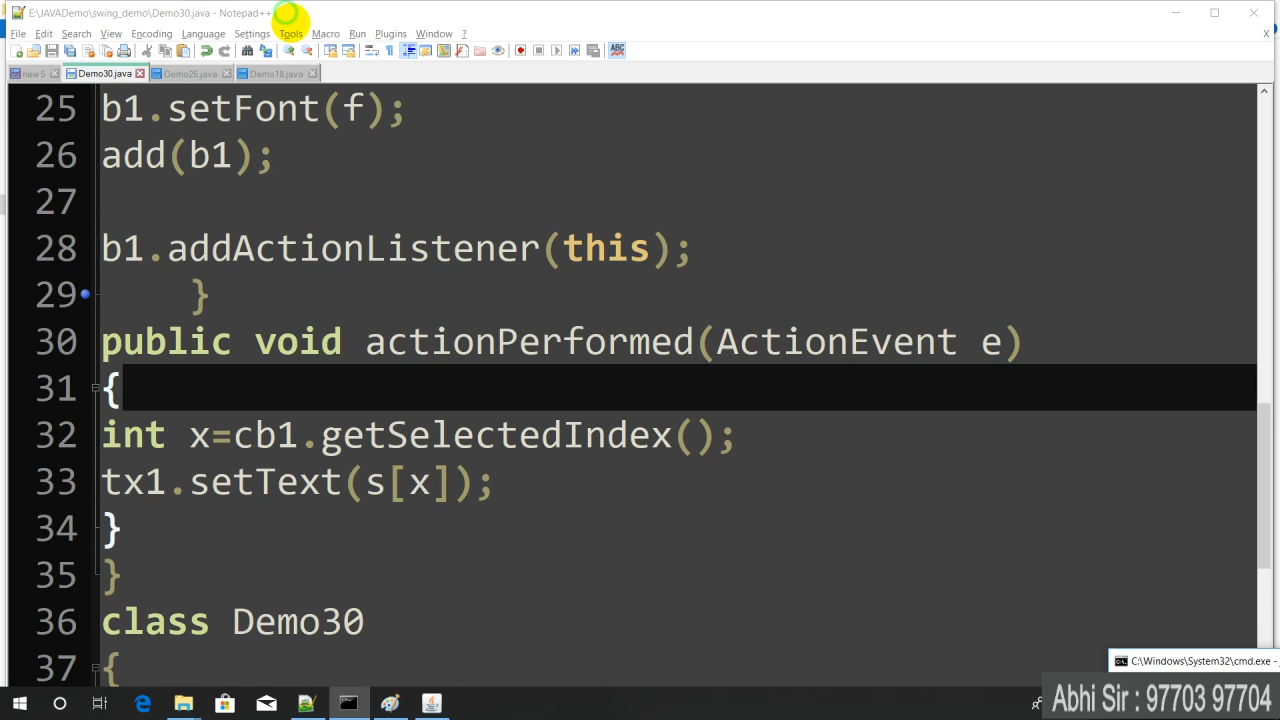 E:\JAVADemo\swing_demo\Demo30.java - Notepad++
File Edit Search View Encoding Language Settings Tools Macro Run Plugins Window ? X
new 5 Demo30.java Demo25.java Demo18.java
25 b1.setFont(f);
26 add(b1);
27
28 b1.addActionListener(this);
29 }
30 public void actionPerformed(ActionEvent e)
31 {
32 int x=cb1.getSelectedIndex();
33 tx1.setText(s[x]);
34 }
35 }
36 class Demo30
37 {
C:\Windows\System32\cmd.exe -
Abhi Sir : 97703 97704